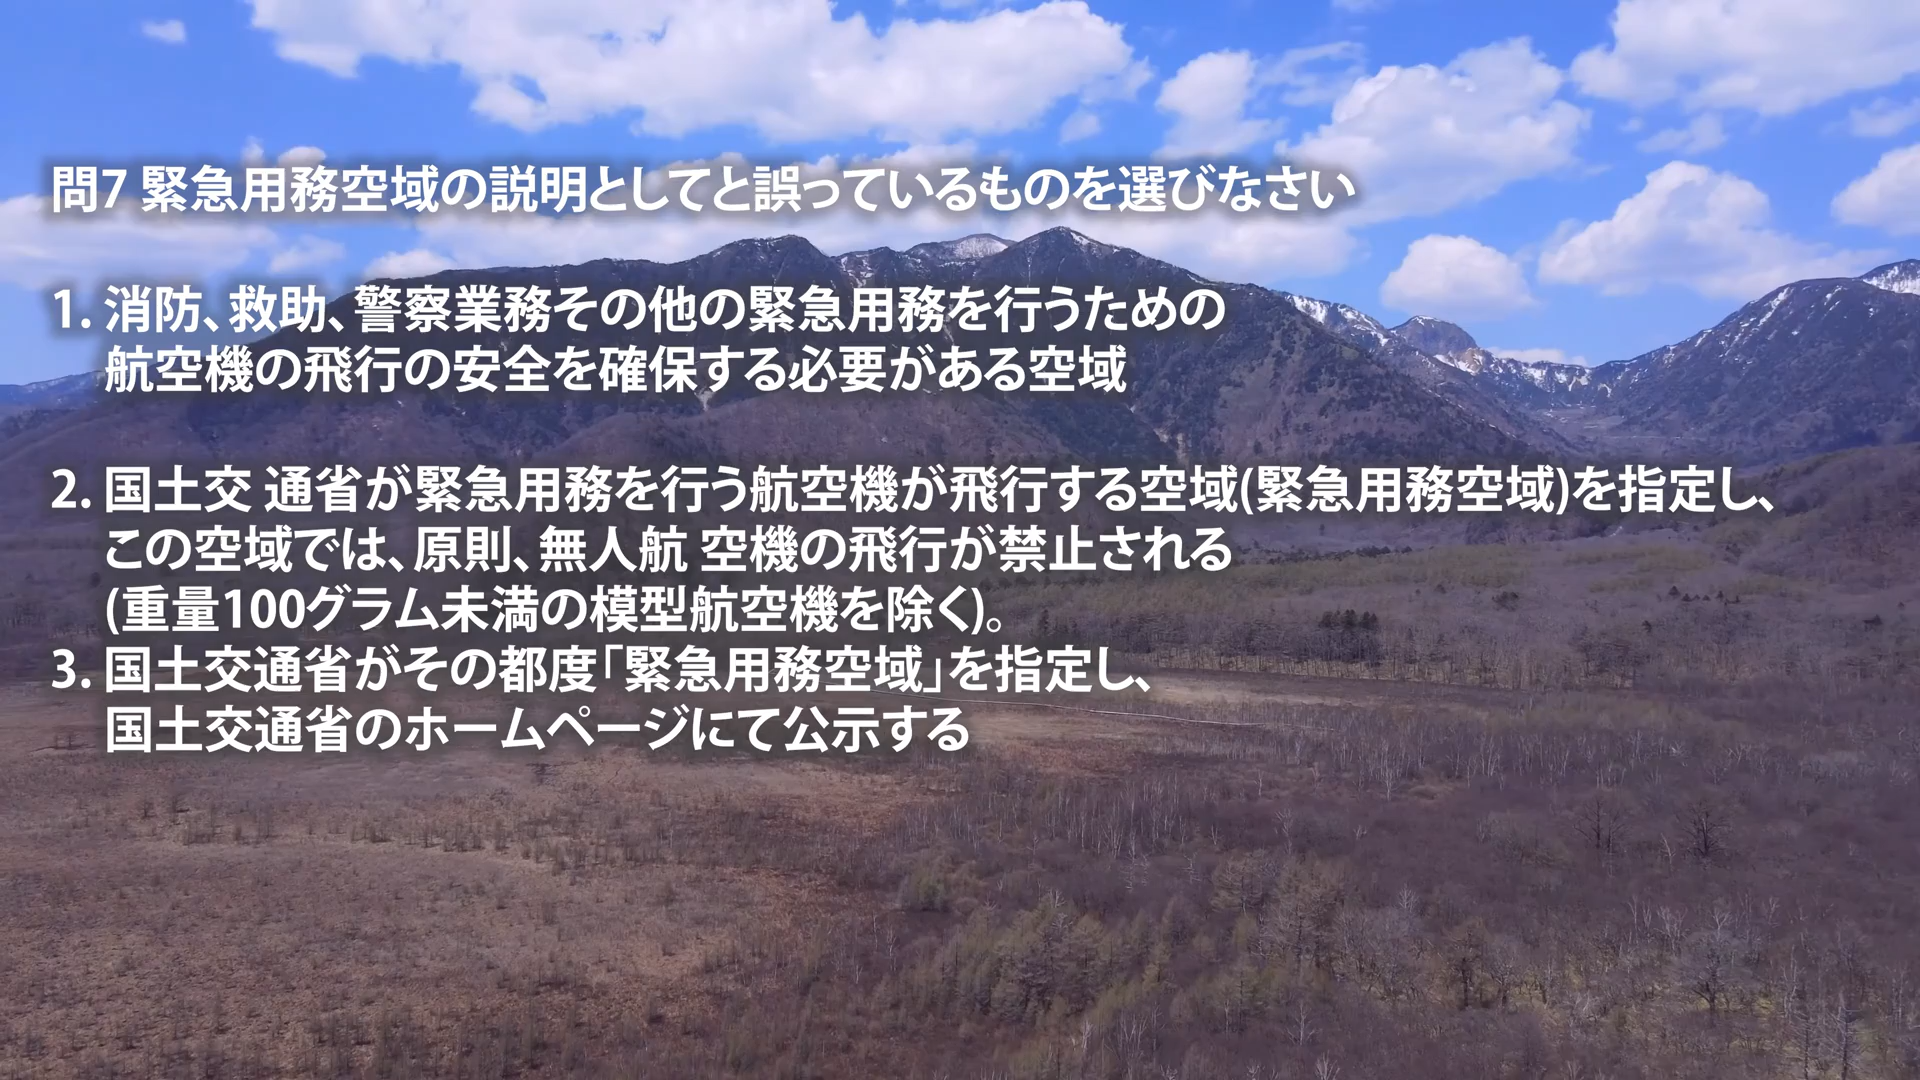 問7 緊急用務空域の説明としてと誤っているものを選びなさい
1. 消防、救助、警察業務その他の緊急用務を行うための
航空機の飛行の安全を確保する必要がある空域
2. 国土交 通省が緊急用務を行う航空機が飛行する空域(緊急用務空域)を指定し、
この空域では、原則、無人航 空機の飛行が禁止される
(重量100グラム未満の模型航空機を除く)。
3. 国土交通省がその都度「緊急用務空域」を指定し、
国土交通省のホームページにて公示する